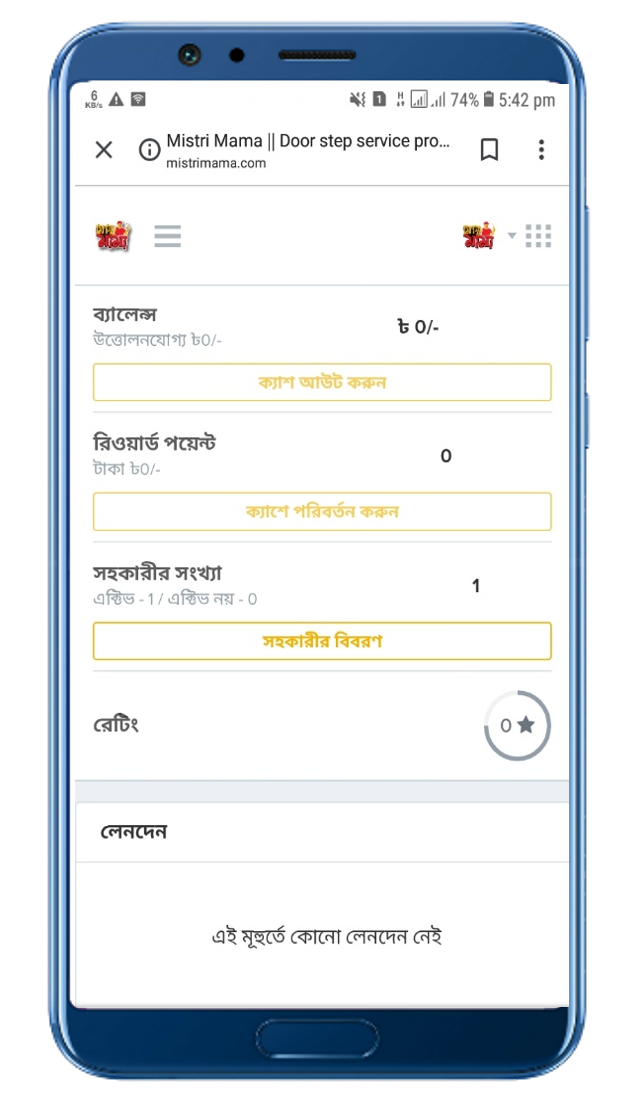 6
KB/s
1 74% 5:42 pm
Mistri Mama || Door step service pro...
mistrimama.com
মামা
মামা
ব্যালেন্স
উত্তোলনযোগ্য ৳0/-
৳ 0/-
ক্যাশ আউট করুন
রিওয়ার্ড পয়েন্ট
টাকা ৳0/-
0
ক্যাশে পরিবর্তন করুন
সহকারীর সংখ্যা
এক্টিভ - 1 / এক্টিভ নয় - 0
1
সহকারীর বিবরণ
রেটিং
0
লেনদেন
এই মূহুর্তে কোনো লেনদেন নেই